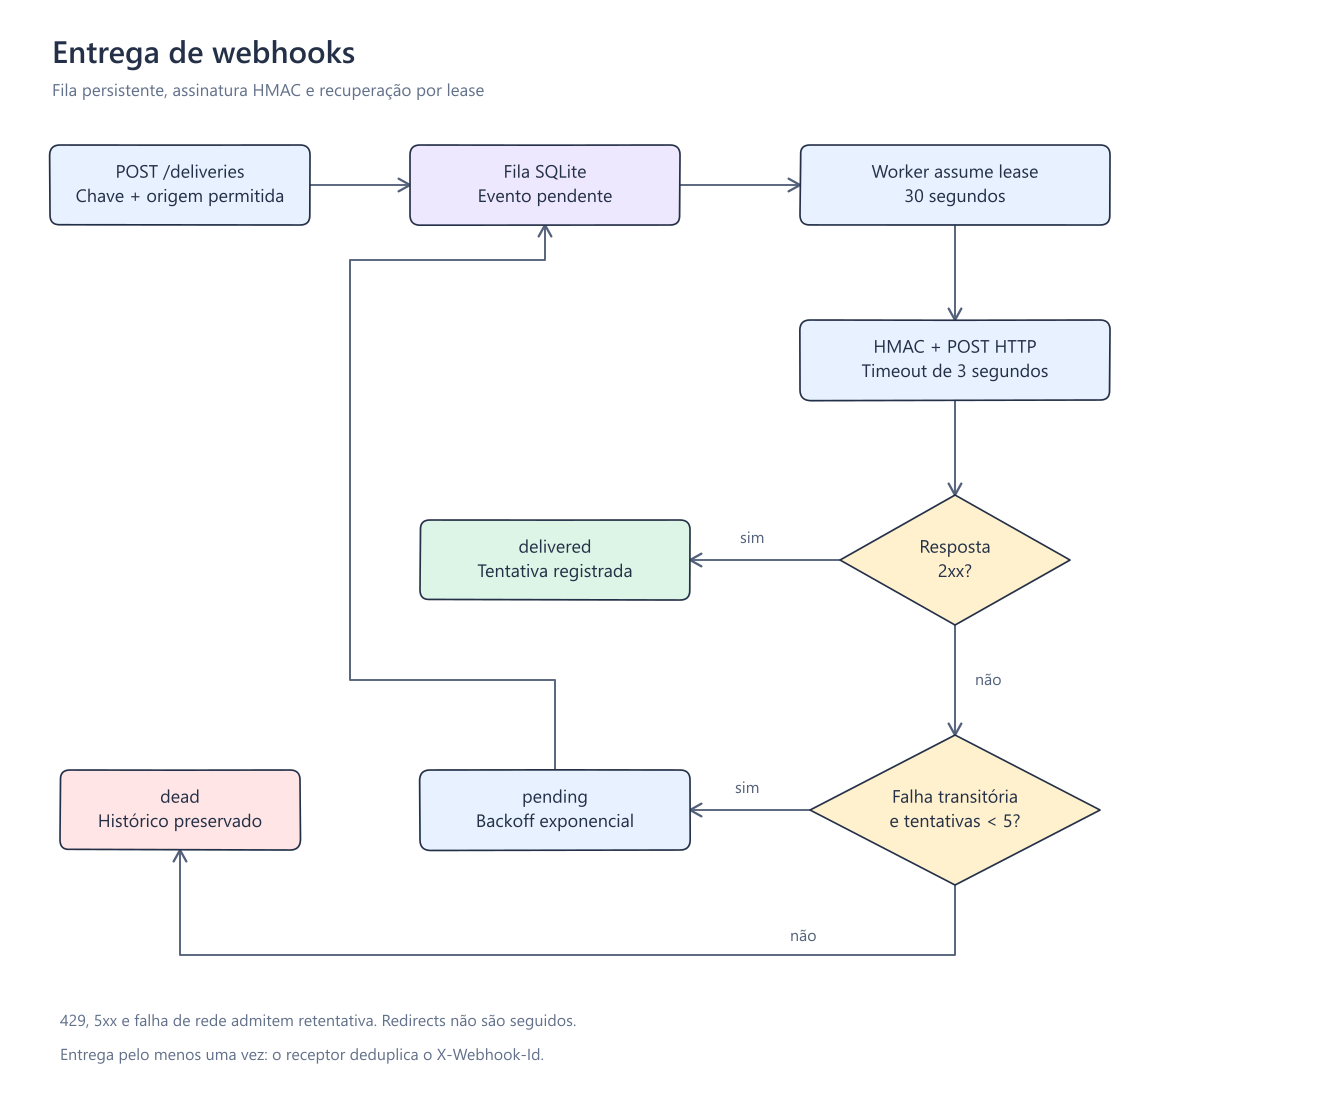 Entrega de webhooks
Fila persistente, assinatura HMAC e recuperação por lease
POST /deliveries
Chave + origem permitida
Fila SQLite
Evento pendente
Worker assume lease
30 segundos
HMAC + POST HTTP
Timeout de 3 segundos
delivered
Tentativa registrada
sim
Resposta
2xx?
não
dead
Histórico preservado
pending
Backoff exponencial
sim
Falha transitória
e tentativas < 5?
não
429, 5xx e falha de rede admitem retentativa. Redirects não são seguidos.
Entrega pelo menos uma vez: o receptor deduplica o X-Webhook-Id.